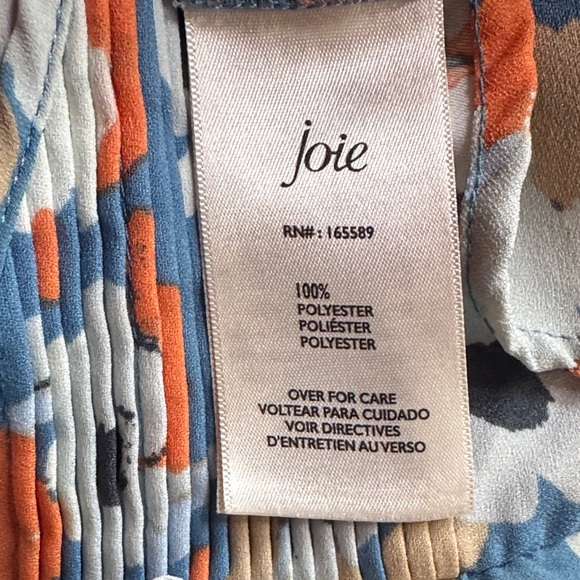 joie
RN#: 165589
100%
POLYESTER
POLIÉSTER
POLYESTER
OVER FOR CARE
VOLTEAR PARA CUIDADO
VOIR DIRECTIVES
D'ENTRETIEN AU VERSO